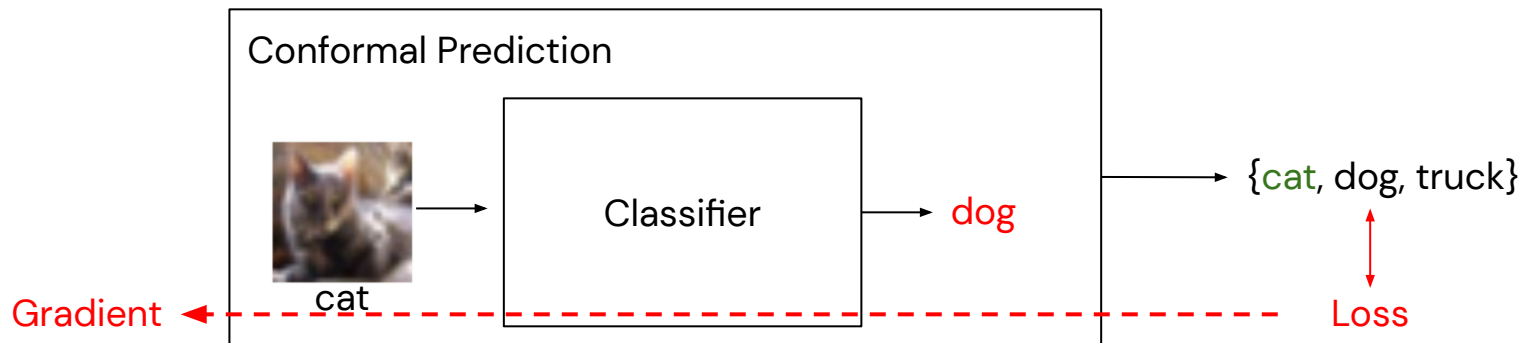 Conformal Prediction
cat
Classifier
dog
{cat, dog, truck}
Gradient
Loss